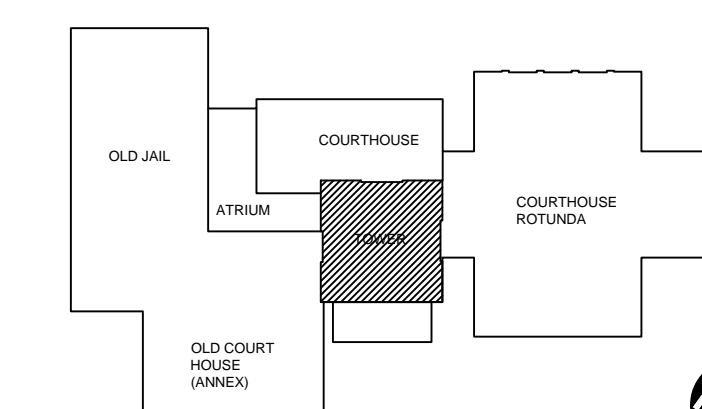 COURTHOUSE
OLD JAIL
COURTHOUSE
ROTUNDA
ATRIUM
TOWER
OLD COURT
HOUSE
(ANNEX)